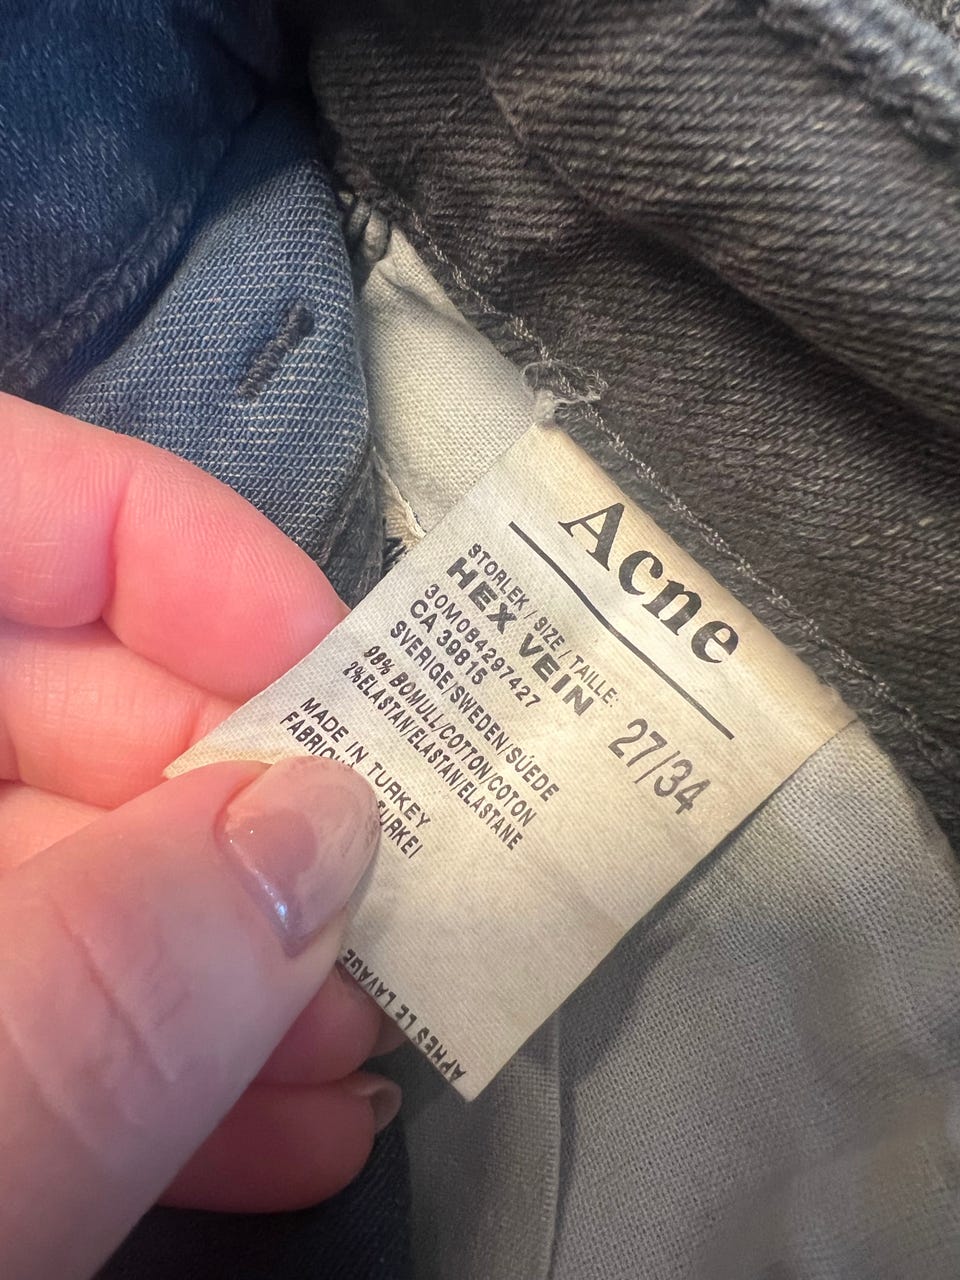 Acne
STORLEK / SIZE / TAILLE: 27/34
HEX VEIN
30M084297427
CA 39815
SVERIGE/SWEDEN/SUÈDE
98% BOMULL/COTTON/COTON
2%ELASTAN/ELASTAN/ELASTANE
MADE IN TURKEY
APRES LE LAVAGE